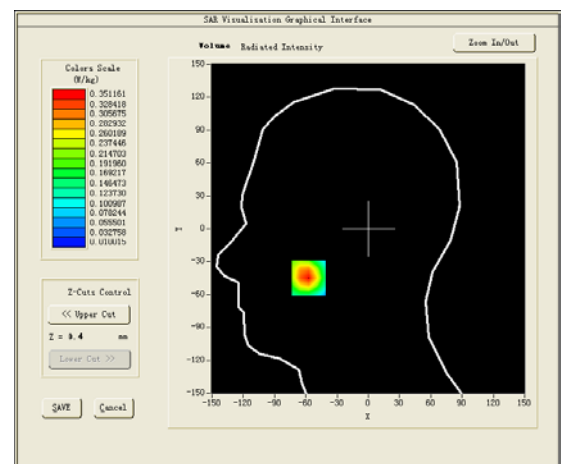 SAR Visualisation Graphical Interface
Volume Radiated Intensity
Zoom In/Out
Colors Scale
(W/kg)
0.351161
0.328418
0.305675
0.282932
0.260189
0.237446
0.214703
0.191960
0.169217
0.146473
0.123730
0.100987
0.078244
0.055501
0.032758
0.010015
150
120
90
60
30
0
-30
-60
-90
-120
-150
Y
-150 -120 -90 -60 -30 0 30 60 90 120 150
X
Z-Cuts Control
<< Upper Cut
Z = 0.4 mm
Lower Cut >>
SAVE Cancel